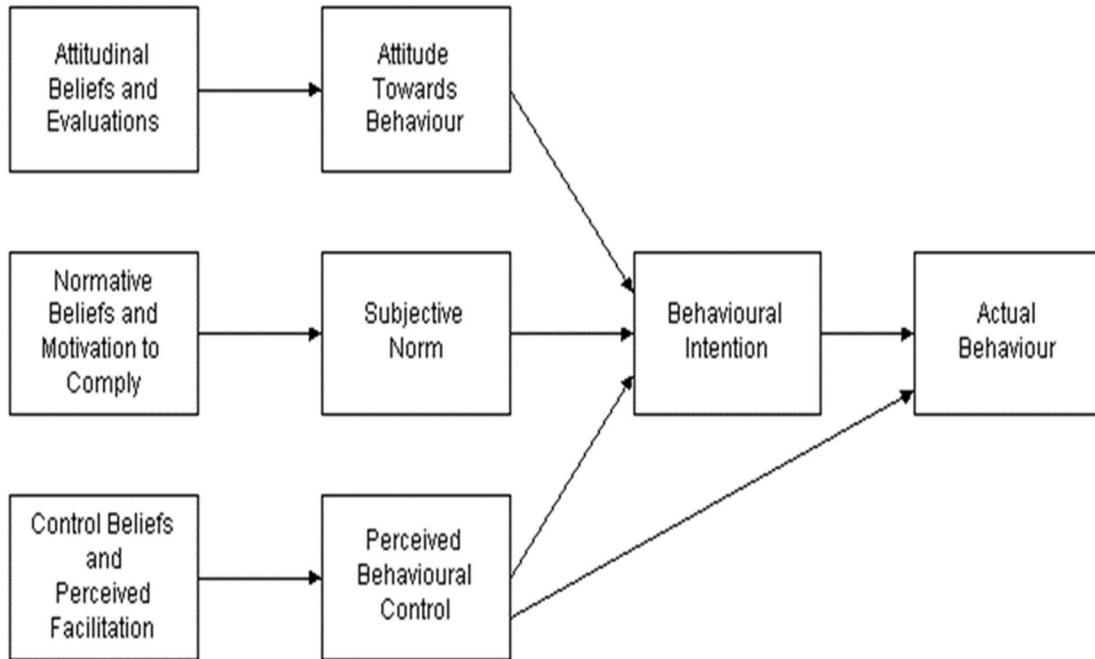 Attitudinal
Beliefs and
Evaluations
Attitude
Towards
Behaviour
Normative
Beliefs and
Motivation to
Comply
Subjective
Norm
Behavioural
Intention
Actual
Behaviour
Control Beliefs
and
Perceived
Facilitation
Perceived
Behavioural
Control